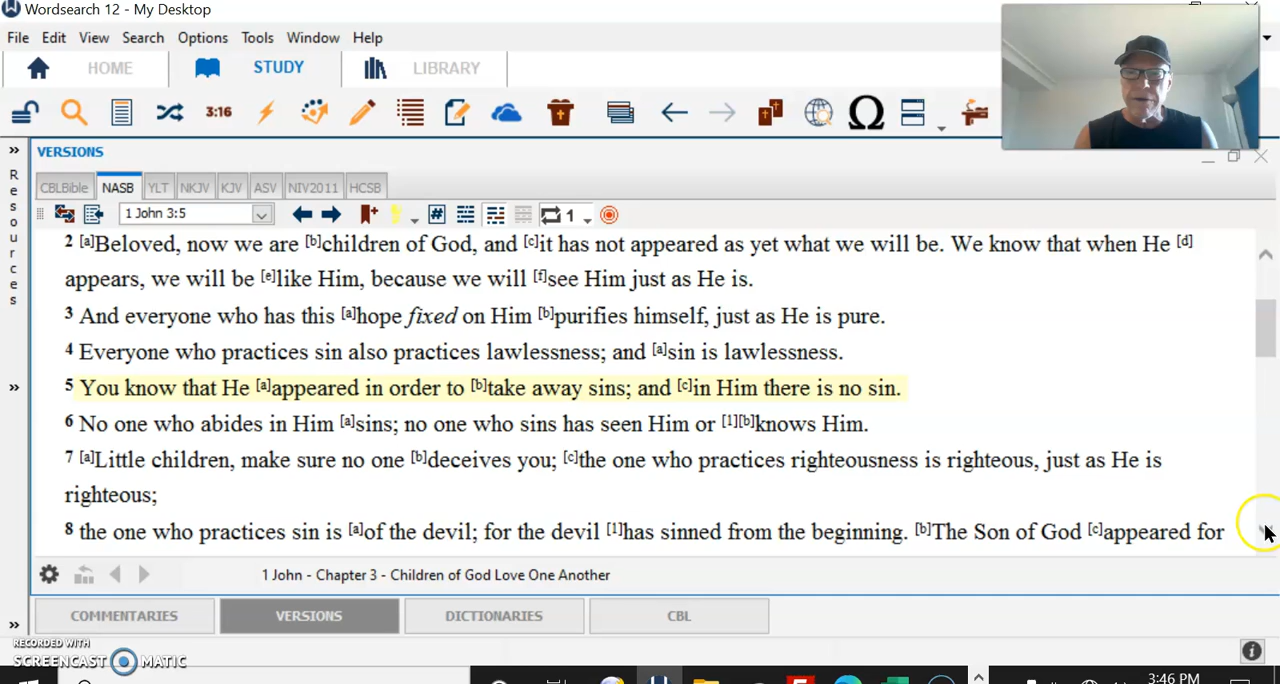 Wordsearch 12 - My Desktop
File Edit View Search Options Tools Window Help
HOME STUDY LIBRARY
3:16 Ω
» VERSIONS
Resources
CBLBible NASB YLT NKJV KJV ASV NIV2011 HCSB
1 John 3:5 # 1
2 [a]Beloved, now we are [b]children of God, and [c]it has not appeared as yet what we will be. We know that when He [d]
appears, we will be [e]like Him, because we will [f]see Him just as He is.
3 And everyone who has this [a]hope fixed on Him [b]purifies himself, just as He is pure.
4 Everyone who practices sin also practices lawlessness; and [a]sin is lawlessness.
» 5 You know that He [a]appeared in order to [b]take away sins; and [c]in Him there is no sin.
6 No one who abides in Him [a]sins; no one who sins has seen Him or [1][b]knows Him.
7 [a]Little children, make sure no one [b]deceives you; [c]the one who practices righteousness is righteous, just as He is
righteous;
8 the one who practices sin is [a]of the devil; for the devil [1]has sinned from the beginning. [b]The Son of God [c]appeared for
1 John - Chapter 3 - Children of God Love One Another
» COMMENTARIES VERSIONS DICTIONARIES CBL
RECORDED WITH
SCREENCAST MATIC
3:46 PM